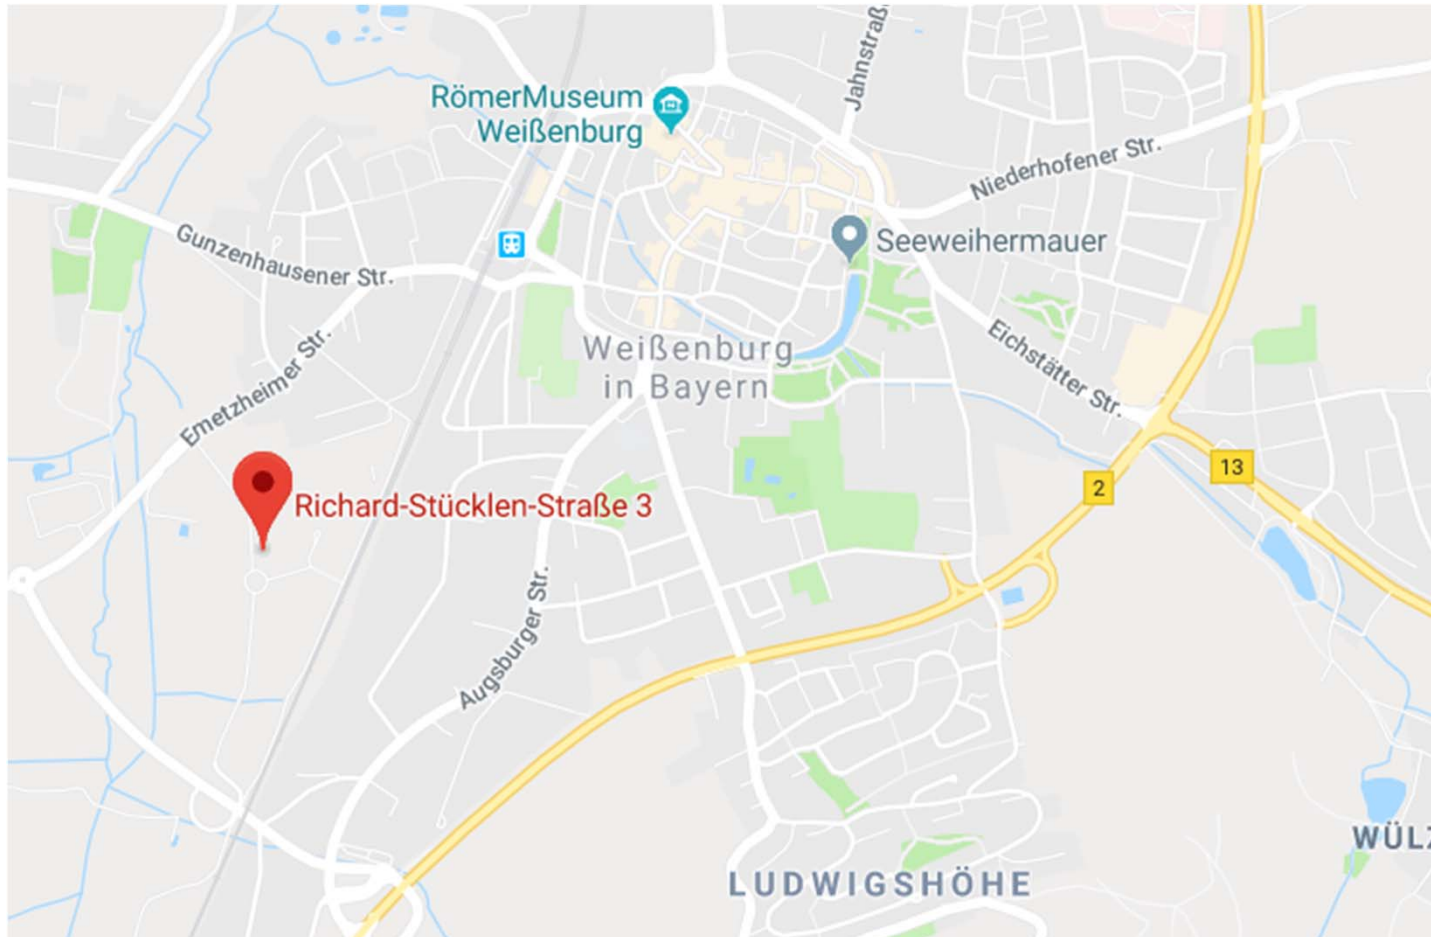 Jahnstraß
RömerMuseum
Weißenburg
Niederhofener Str.
Gunzenhausener Str.
Seeweihermauer
Emetzheimer Str.
Weißenburg
in Bayern
Eichstätter Str.
13
2
Richard-Stücklen-Straße 3
Augsburger Str.
WÜLZ
LUDWIGSHÖHE